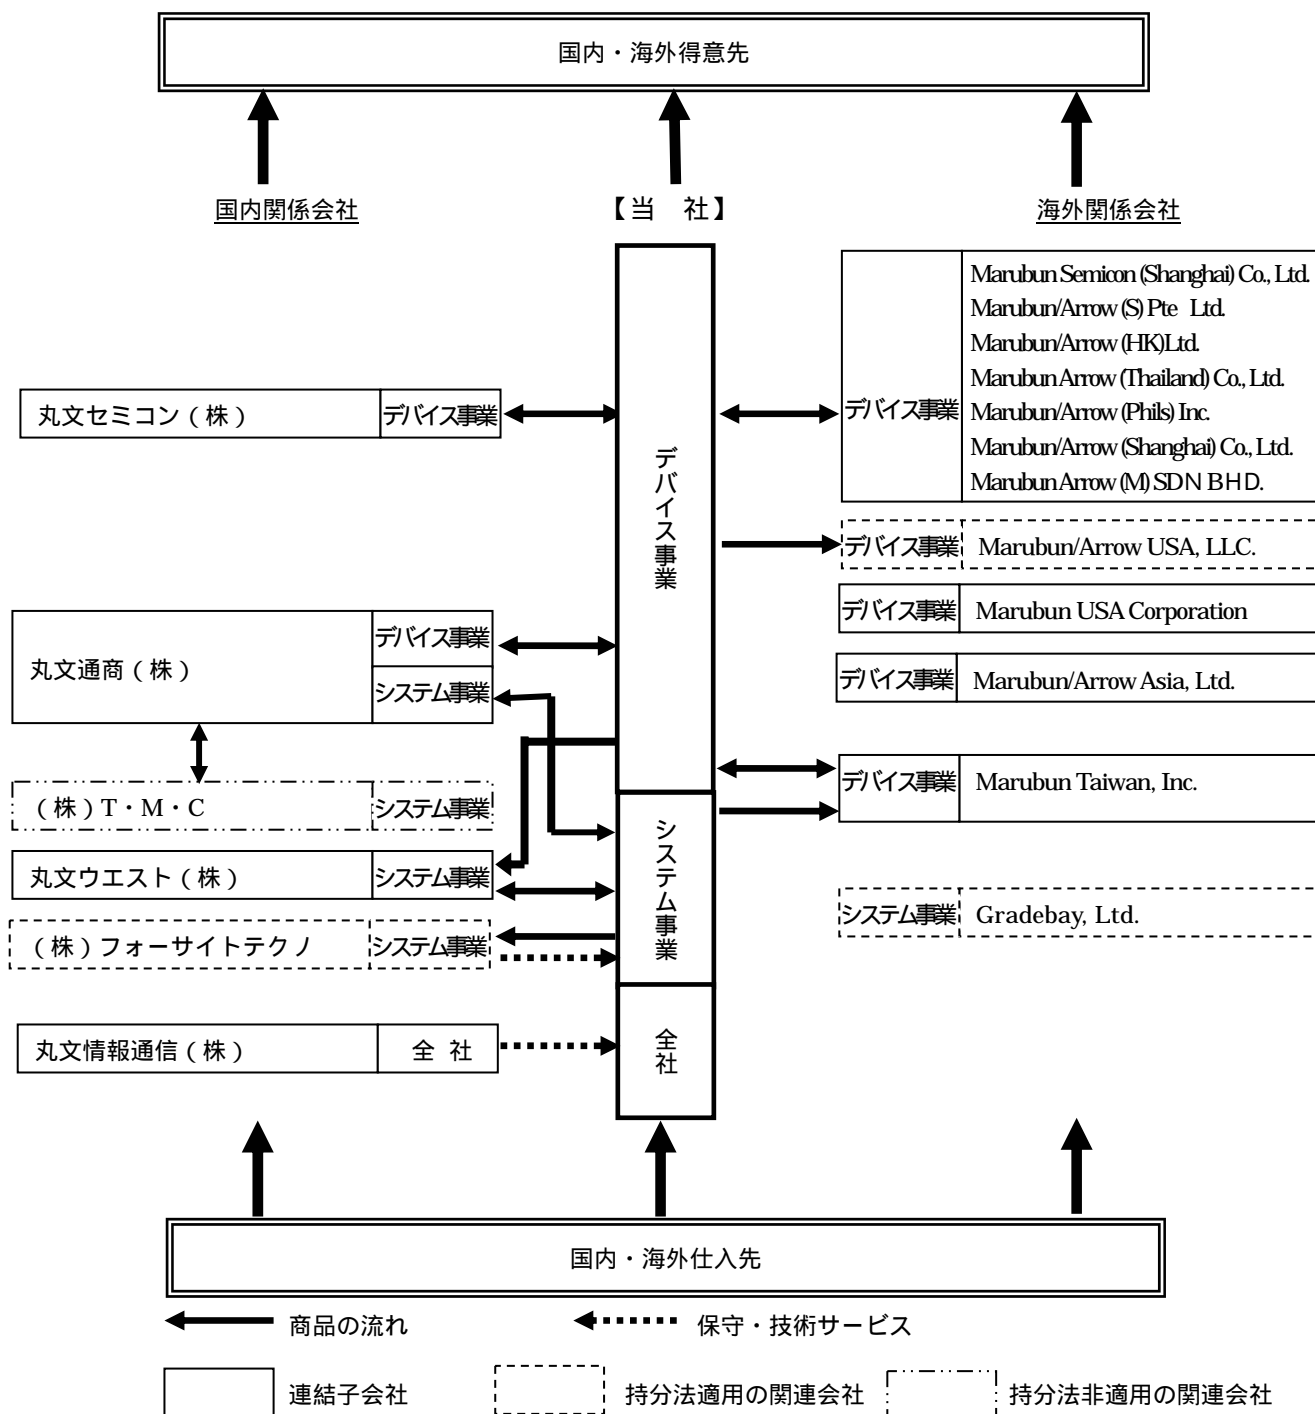 国内・海外得意先
国内関係会社
【当 社】
海外関係会社
デバイス事業
Marubun Semicon (Shanghai) Co., Ltd.
Marubun/Arrow (S) Pte Ltd.
Marubun/Arrow (HK)Ltd.
Marubun Arrow (Thailand) Co., Ltd.
Marubun/Arrow (Phils) Inc.
Marubun/Arrow (Shanghai) Co., Ltd.
Marubun Arrow (M) SDN BHD.
丸文セミコン（株） デバイス事業
デバイス事業
デバイス事業 Marubun/Arrow USA, LLC.
デバイス事業 Marubun USA Corporation
丸文通商（株） デバイス事業
システム事業
デバイス事業 Marubun/Arrow Asia, Ltd.
デバイス事業 Marubun Taiwan, Inc.
（株）T・M・C システム事業
システム事業
丸文ウエスト（株） システム事業
システム事業 Gradebay, Ltd.
（株）フォーサイトテクノ システム事業
丸文情報通信（株） 全 社
全社
国内・海外仕入先
商品の流れ 保守・技術サービス
連結子会社 持分法適用の関連会社 持分法非適用の関連会社